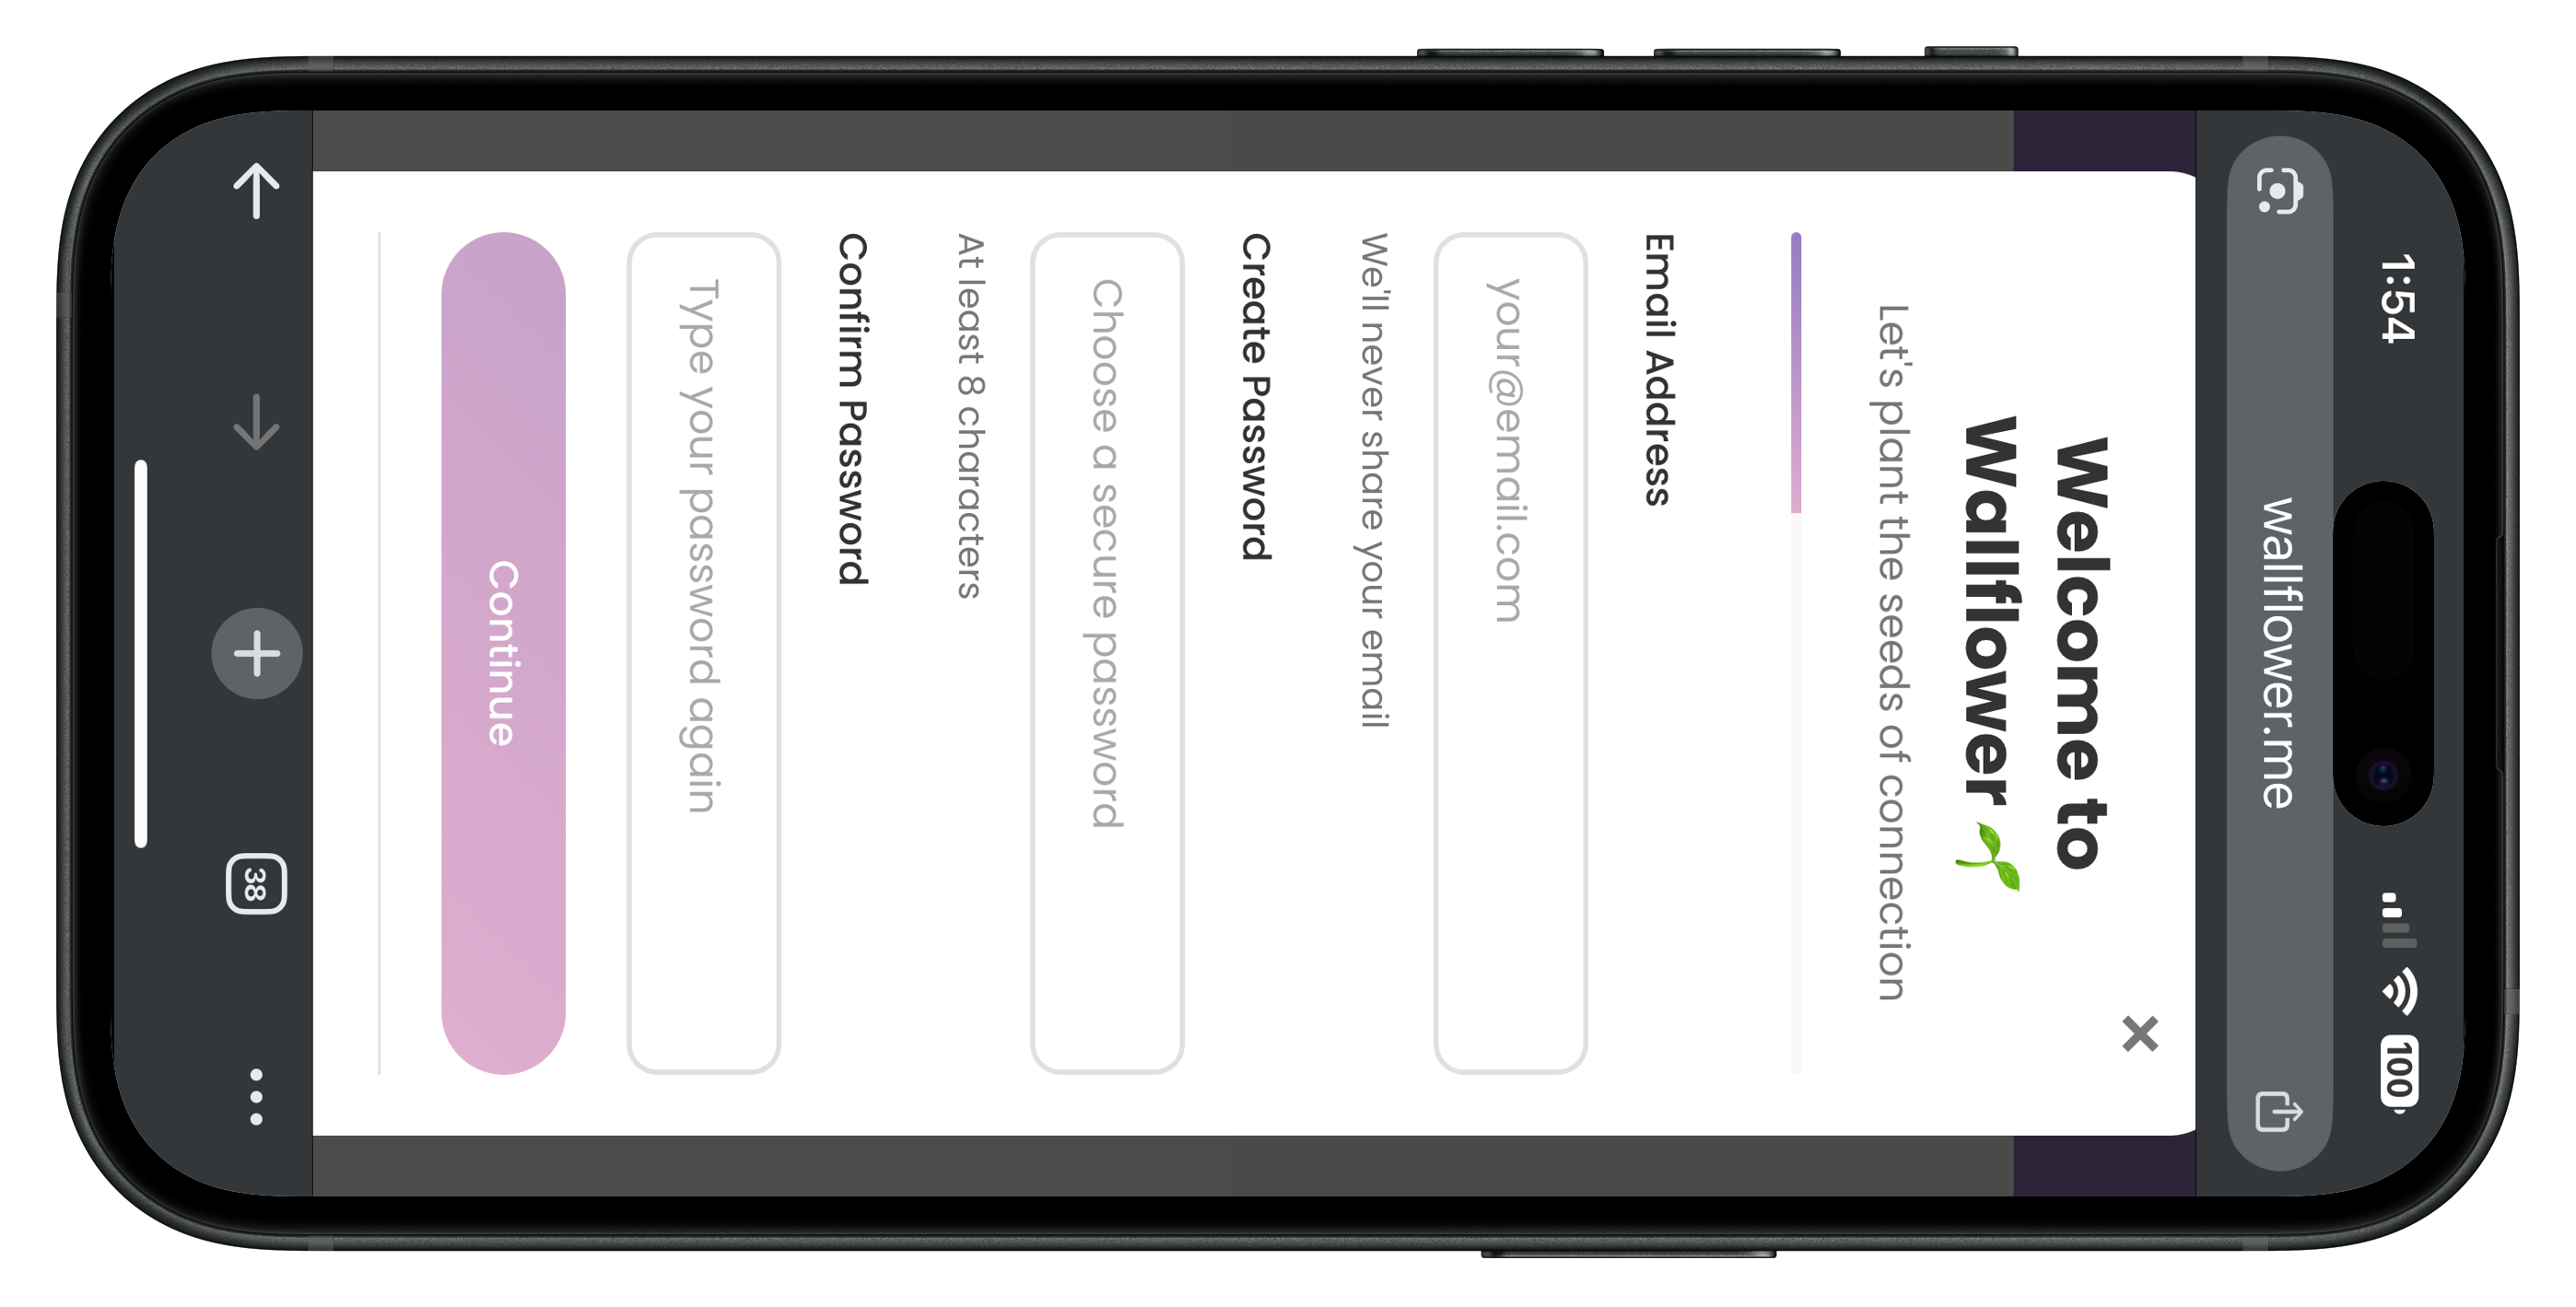 1:54
100
wallflower.me
Welcome to
Wallflower 🌱
Let's plant the seeds of connection
Email Address
your@email.com
We'll never share your email
Create Password
Choose a secure password
At least 8 characters
Confirm Password
Type your password again
Continue
38